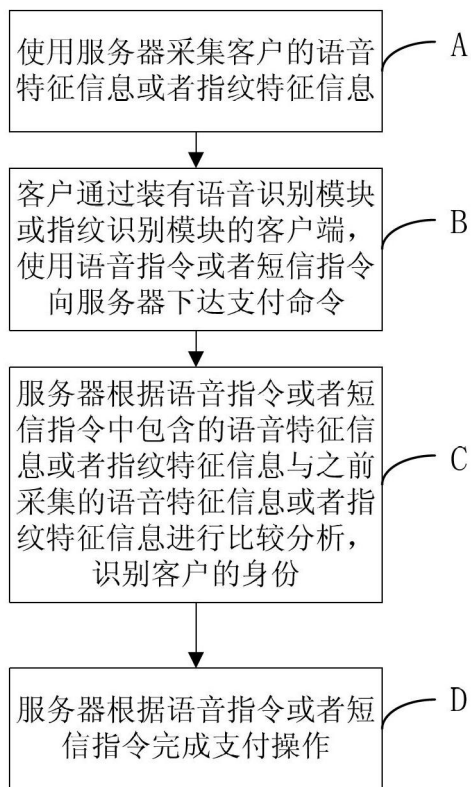 使用服务器采集客户的语音
特征信息或者指纹特征信息
A
客户通过装有语音识别模块
或指纹识别模块的客户端，
使用语音指令或者短信指令
向服务器下达支付命令
B
服务器根据语音指令或者短
信指令中包含的语音特征信
息或者指纹特征信息与之前
采集的语音特征信息或者指
纹特征信息进行比较分析，
识别客户的身份
C
服务器根据语音指令或者短
信指令完成支付操作
D